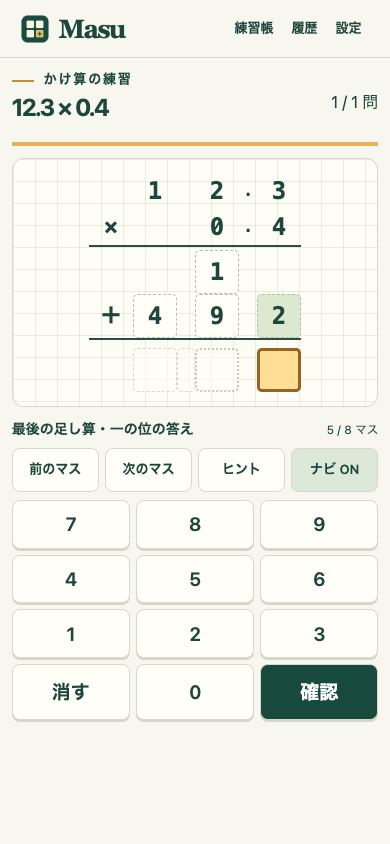 Masu 練習帳 履歴 設定
かけ算の練習
12.3 × 0.4 1 / 1 問
1 2 . 3
× 0 . 4
1
+ 4 9 2
最後の足し算・一の位の答え 5 / 8 マス
前のマス 次のマス ヒント ナビ ON
7 8 9
4 5 6
1 2 3
消す 0 確認